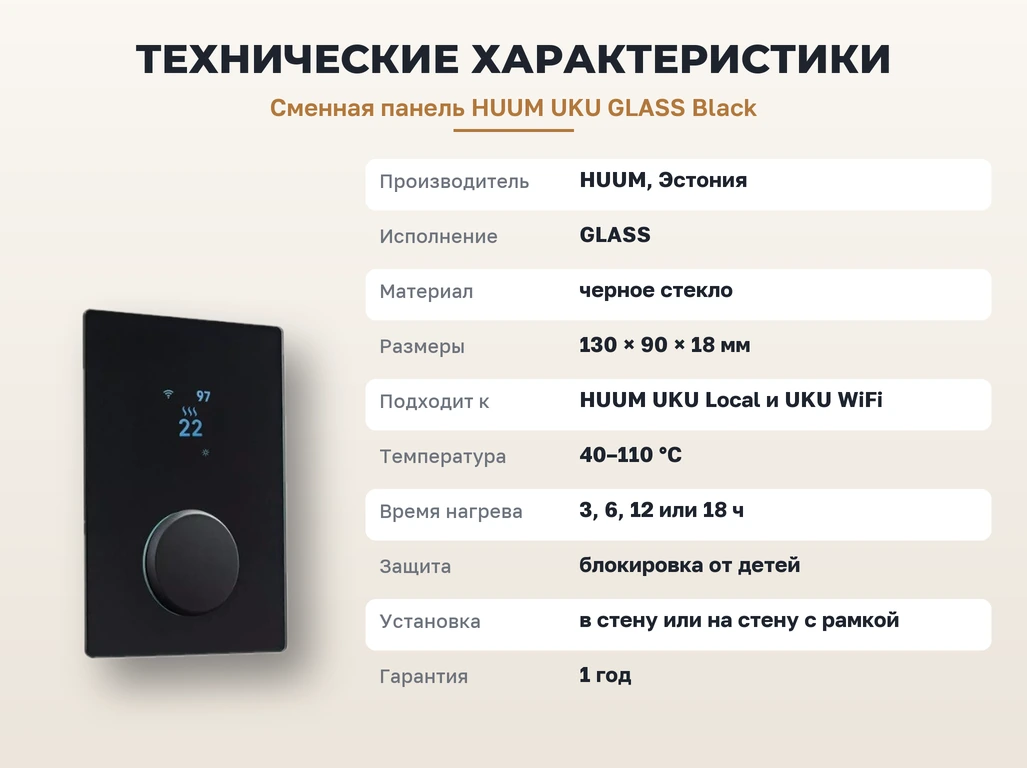 ТЕХНИЧЕСКИЕ ХАРАКТЕРИСТИКИ
Сменная панель HUUM UKU GLASS Black
Производитель HUUM, Эстония
Исполнение GLASS
Материал черное стекло
Размеры 130 × 90 × 18 мм
Подходит к HUUM UKU Local и UKU WiFi
Температура 40–110 °C
Время нагрева 3, 6, 12 или 18 ч
Защита блокировка от детей
Установка в стену или на стену с рамкой
Гарантия 1 год
97
22